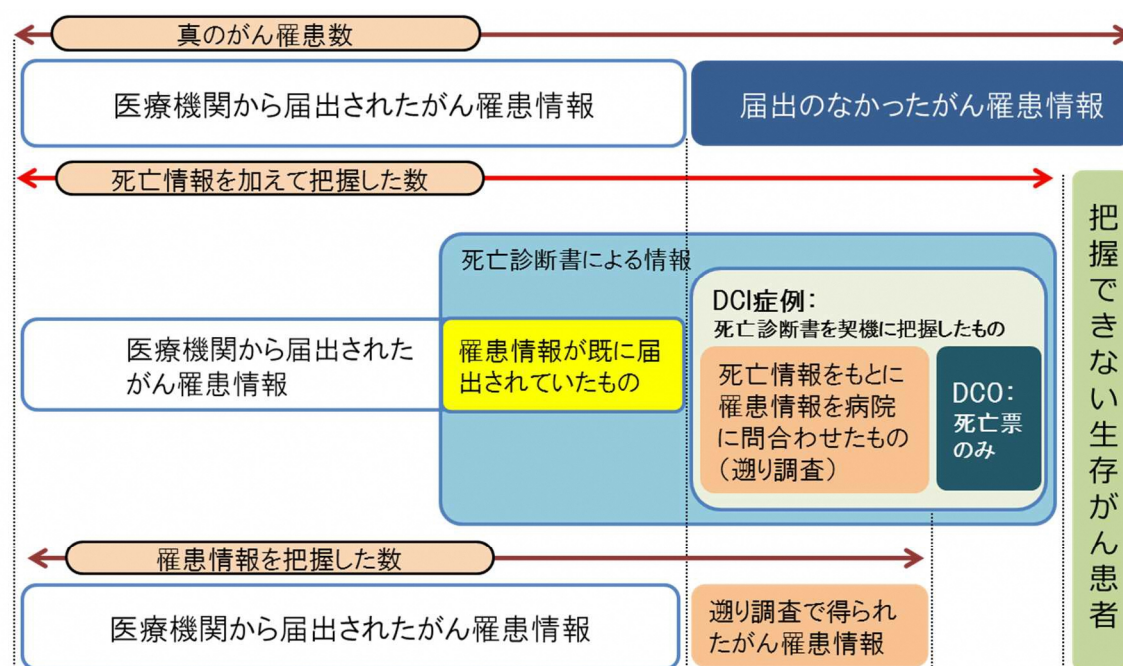 真のがん罹患数
医療機関から届出されたがん罹患情報
届出のなかったがん罹患情報
死亡情報を加えて把握した数
死亡診断書による情報
DCI症例：
死亡診断書を契機に把握したもの
医療機関から届出された
がん罹患情報
罹患情報が既に届
出されていたもの
死亡情報をもとに
罹患情報を病院
に問合わせたもの
（遡り調査）
DCO：
死亡票
のみ
把握できない生存がん患者
罹患情報を把握した数
医療機関から届出されたがん罹患情報
遡り調査で得られ
たがん罹患情報